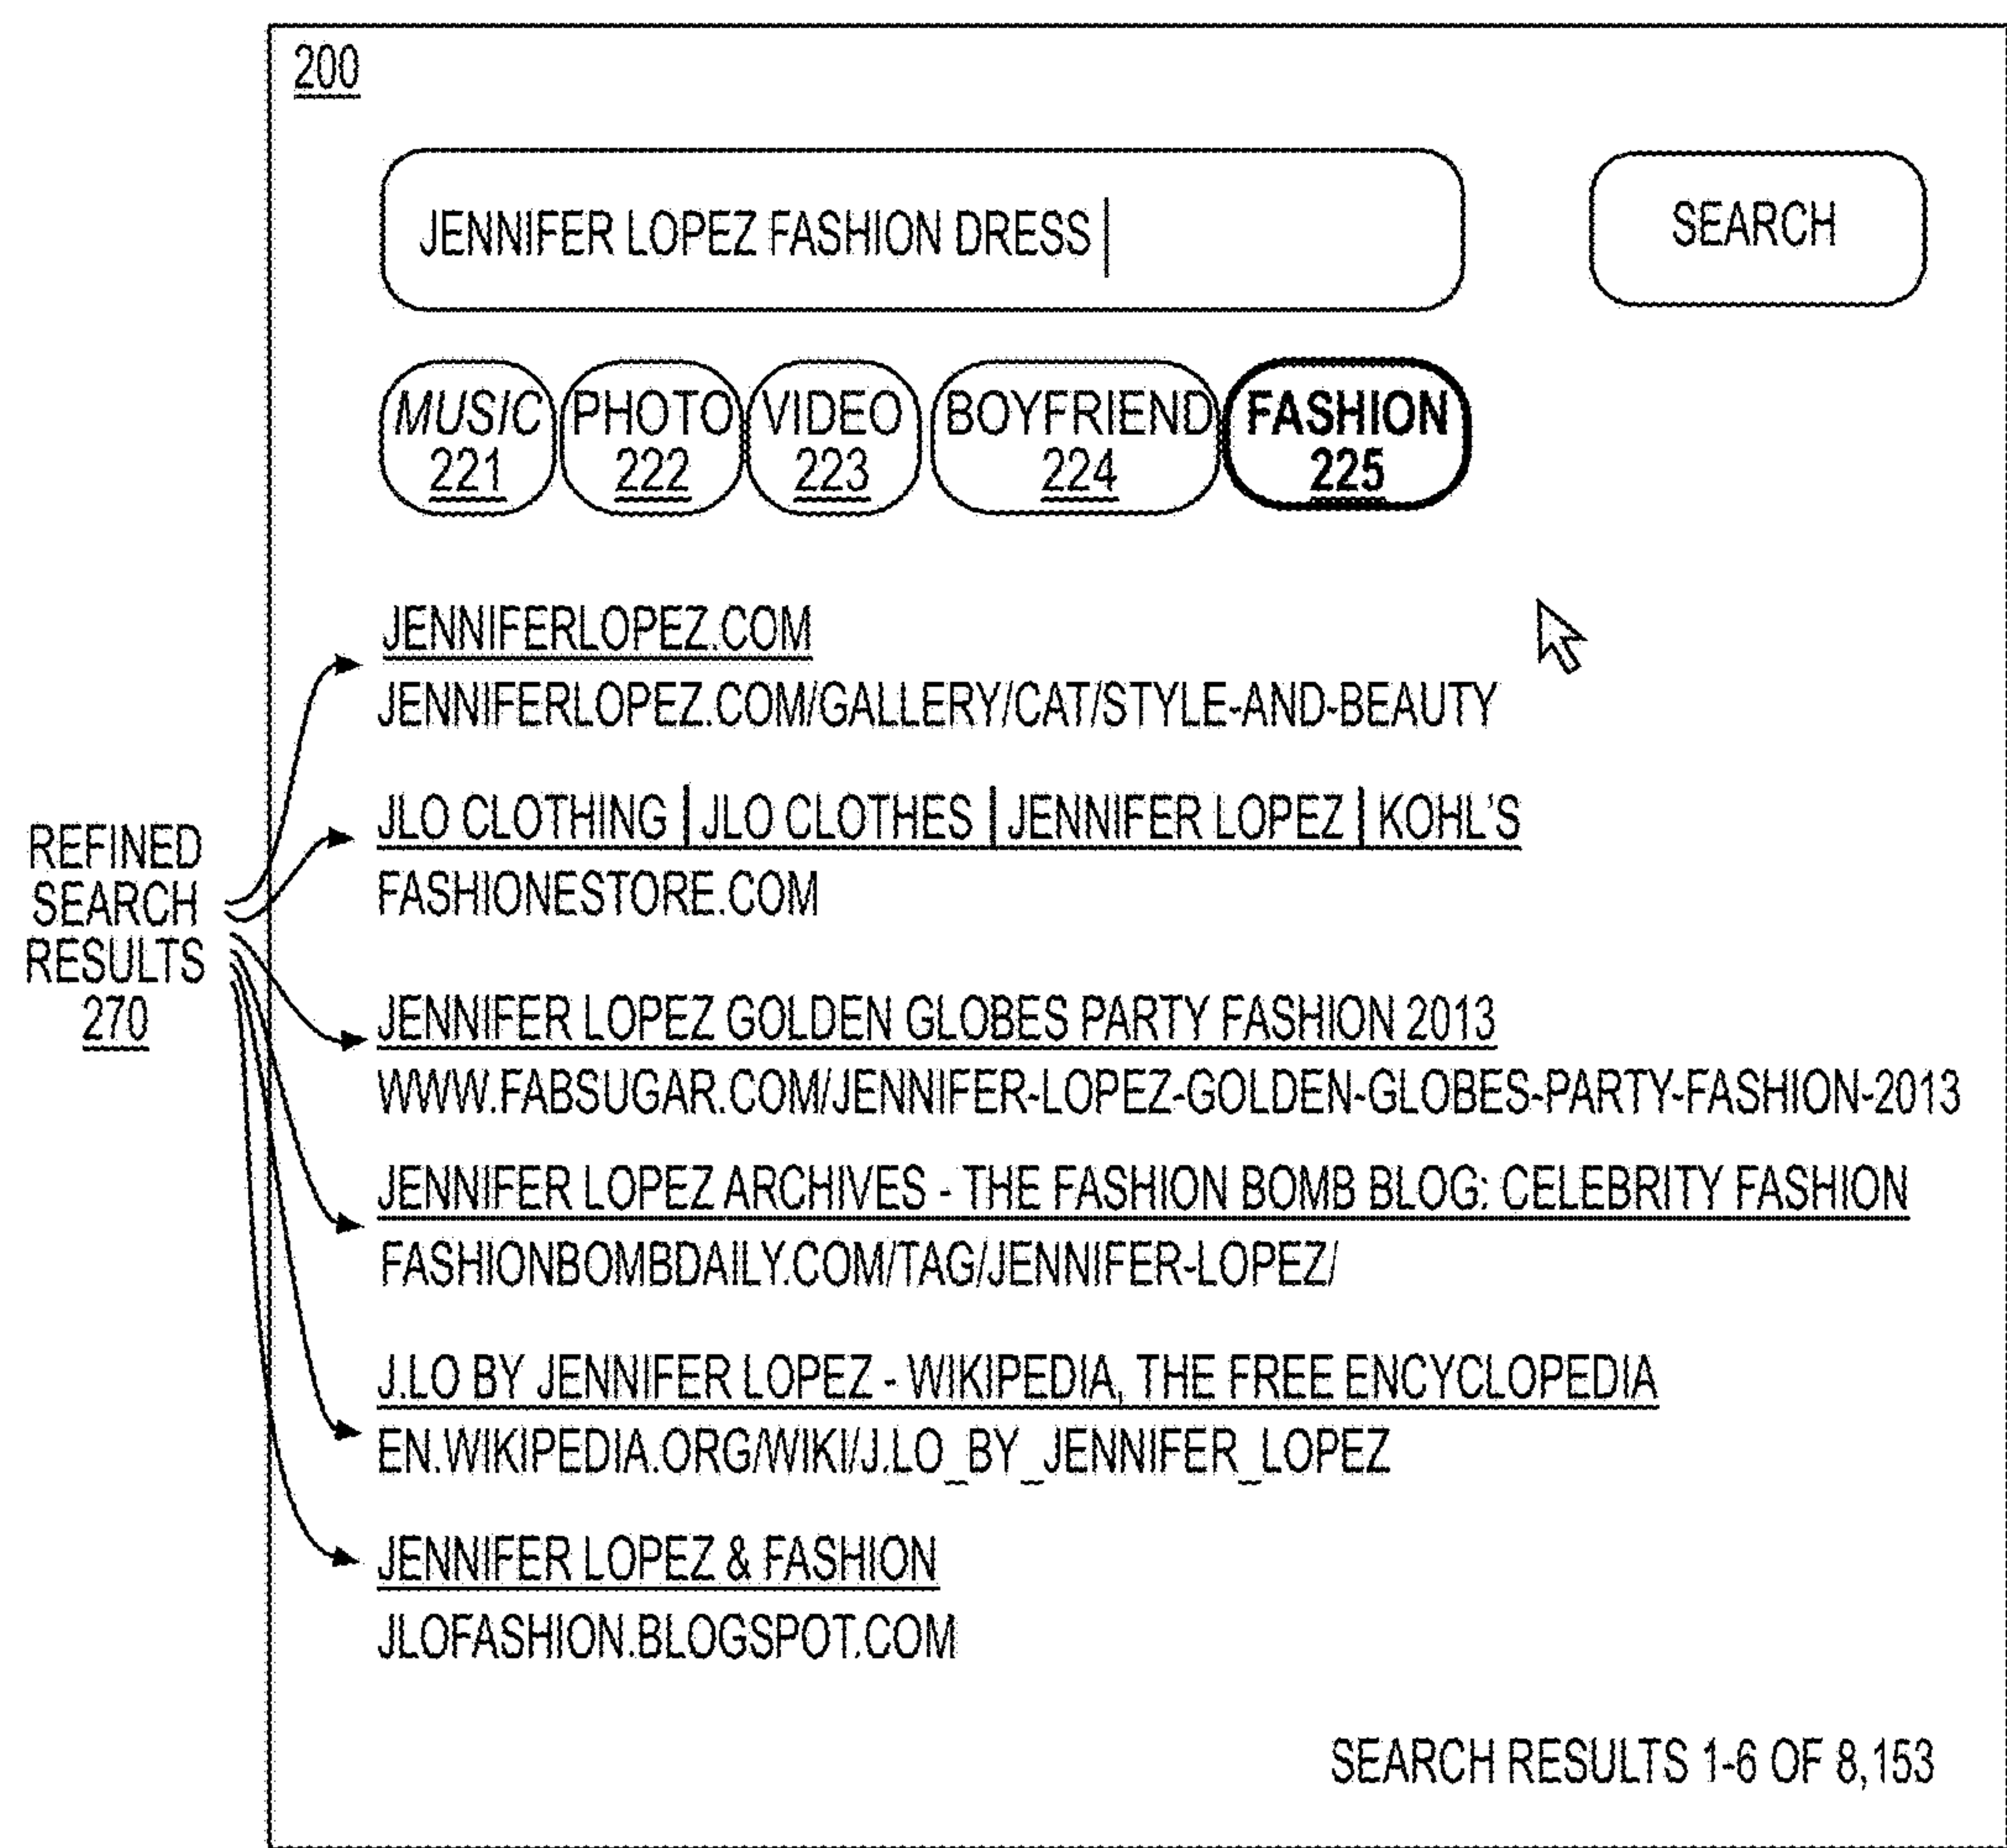 200
JENNIFER LOPEZ FASHION DRESS
SEARCH
MUSIC
221
PHOTO
222
VIDEO
223
BOYFRIEND
224
FASHION
225
REFINED
SEARCH
RESULTS
270
JENNIFERLOPEZ.COM
JENNIFERLOPEZ.COM/GALLERY/CAT/STYLE-AND-BEAUTY
JLO CLOTHING | JLO CLOTHES | JENNIFER LOPEZ | KOHL'S
FASHIONESTORE.COM
JENNIFER LOPEZ GOLDEN GLOBES PARTY FASHION 2013
WWW.FABSUGAR.COM/JENNIFER-LOPEZ-GOLDEN-GLOBES-PARTY-FASHION-2013
JENNIFER LOPEZ ARCHIVES - THE FASHION BOMB BLOG: CELEBRITY FASHION
FASHIONBOMBDAILY.COM/TAG/JENNIFER-LOPEZ/
J.LO BY JENNIFER LOPEZ - WIKIPEDIA, THE FREE ENCYCLOPEDIA
EN.WIKIPEDIA.ORG/WIKI/J.LO_BY_JENNIFER_LOPEZ
JENNIFER LOPEZ & FASHION
JLOFASHION.BLOGSPOT.COM
SEARCH RESULTS 1-6 OF 8,153